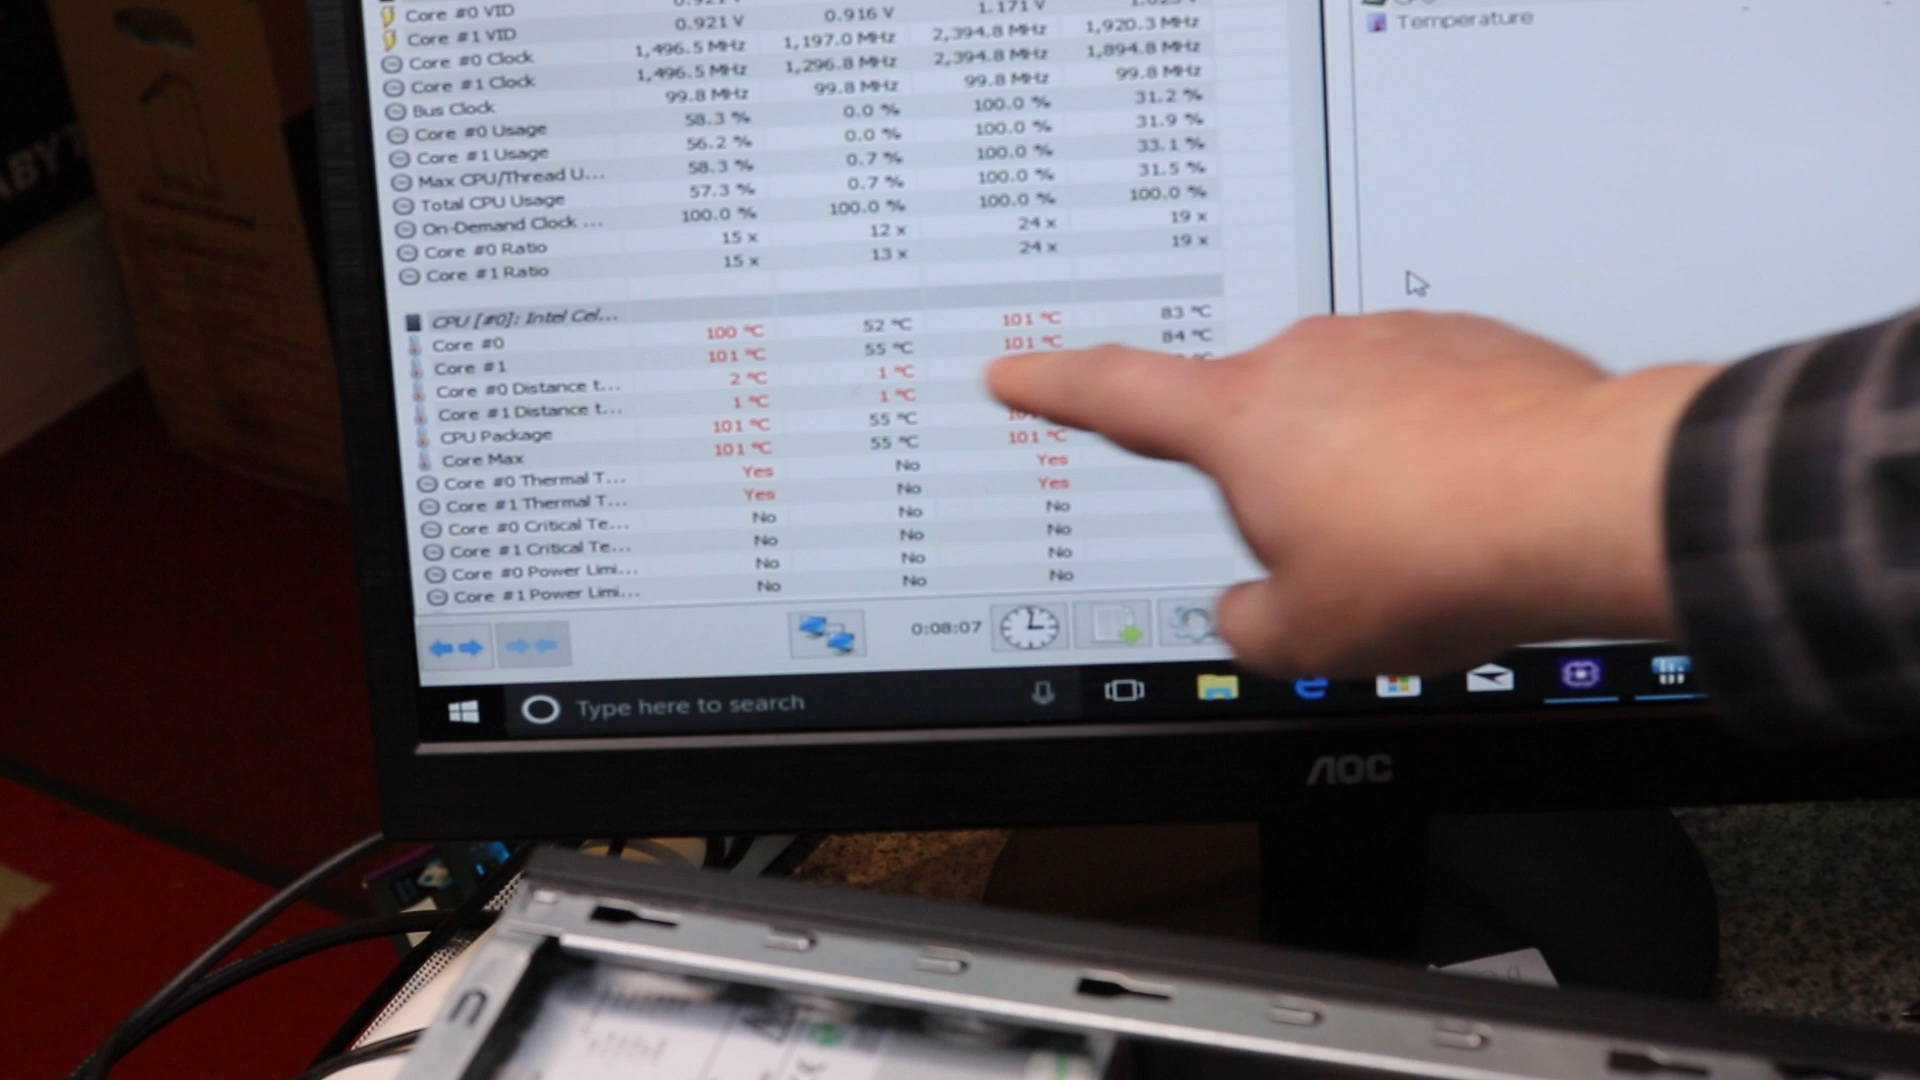 Core #0 VID 0.921 V
Core #1 VID 0.921 V 0.916 V 1.171 V
Core #0 Clock 1,496.5 MHz 1,197.0 MHz 2,394.8 MHz 1,920.3 MHz
Core #1 Clock 1,496.5 MHz 1,296.8 MHz 2,394.8 MHz 1,894.8 MHz
Bus Clock 99.8 MHz 99.8 MHz 99.8 MHz 99.8 MHz
Core #0 Usage 58.3 % 0.0 % 100.0 % 31.2 %
Core #1 Usage 56.2 % 0.0 % 100.0 % 31.9 %
Max CPU/Thread U... 58.3 % 0.7 % 100.0 % 33.1 %
Total CPU Usage 57.3 % 0.7 % 100.0 % 31.5 %
On-Demand Clock ... 100.0 % 100.0 % 100.0 % 100.0 %
Core #0 Ratio 15 x 12 x 24 x 19 x
Core #1 Ratio 15 x 13 x 24 x 19 x
CPU [#0]: Intel Cel...
Core #0 100 °C 52 °C 101 °C 83 °C
Core #1 101 °C 55 °C 101 °C 84 °C
Core #0 Distance t... 2 °C 1 °C
Core #1 Distance t... 1 °C 1 °C
CPU Package 101 °C 55 °C
Core Max 101 °C 55 °C 101 °C
Core #0 Thermal T... Yes No Yes
Core #1 Thermal T... Yes No Yes
Core #0 Critical Te... No No No
Core #1 Critical Te... No No No
Core #0 Power Limi... No No No
Core #1 Power Limi... No No No
0:08:07
Type here to search
Temperature
AOC